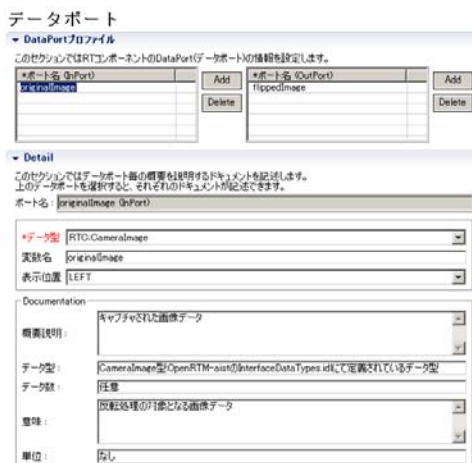 データポート
DataPortプロファイル
このセクションではRTコンポーネントのDataPort(データポート)の情報を設定します。
*ポート名 (InPort)
originalImage
Add
Delete
*ポート名 (OutPort)
flippedImage
Add
Delete
Detail
このセクションではデータポート毎の概要を説明するドキュメントを記述します。
上のデータポートを選択すると、それぞれのドキュメントが記述できます。
ポート名： originalImage (InPort)
*データ型 RTC::CameraImage
変数名 originalImage
表示位置 LEFT
Documentation
概要説明： キャプチャされた画像データ
データ型： CameraImage型(OpenRTM-aistのInterfaceDataTypes.idlにて定義されているデータ型
データ数： 任意
意味： 反転処理の対象となる画像データ
単位： なし